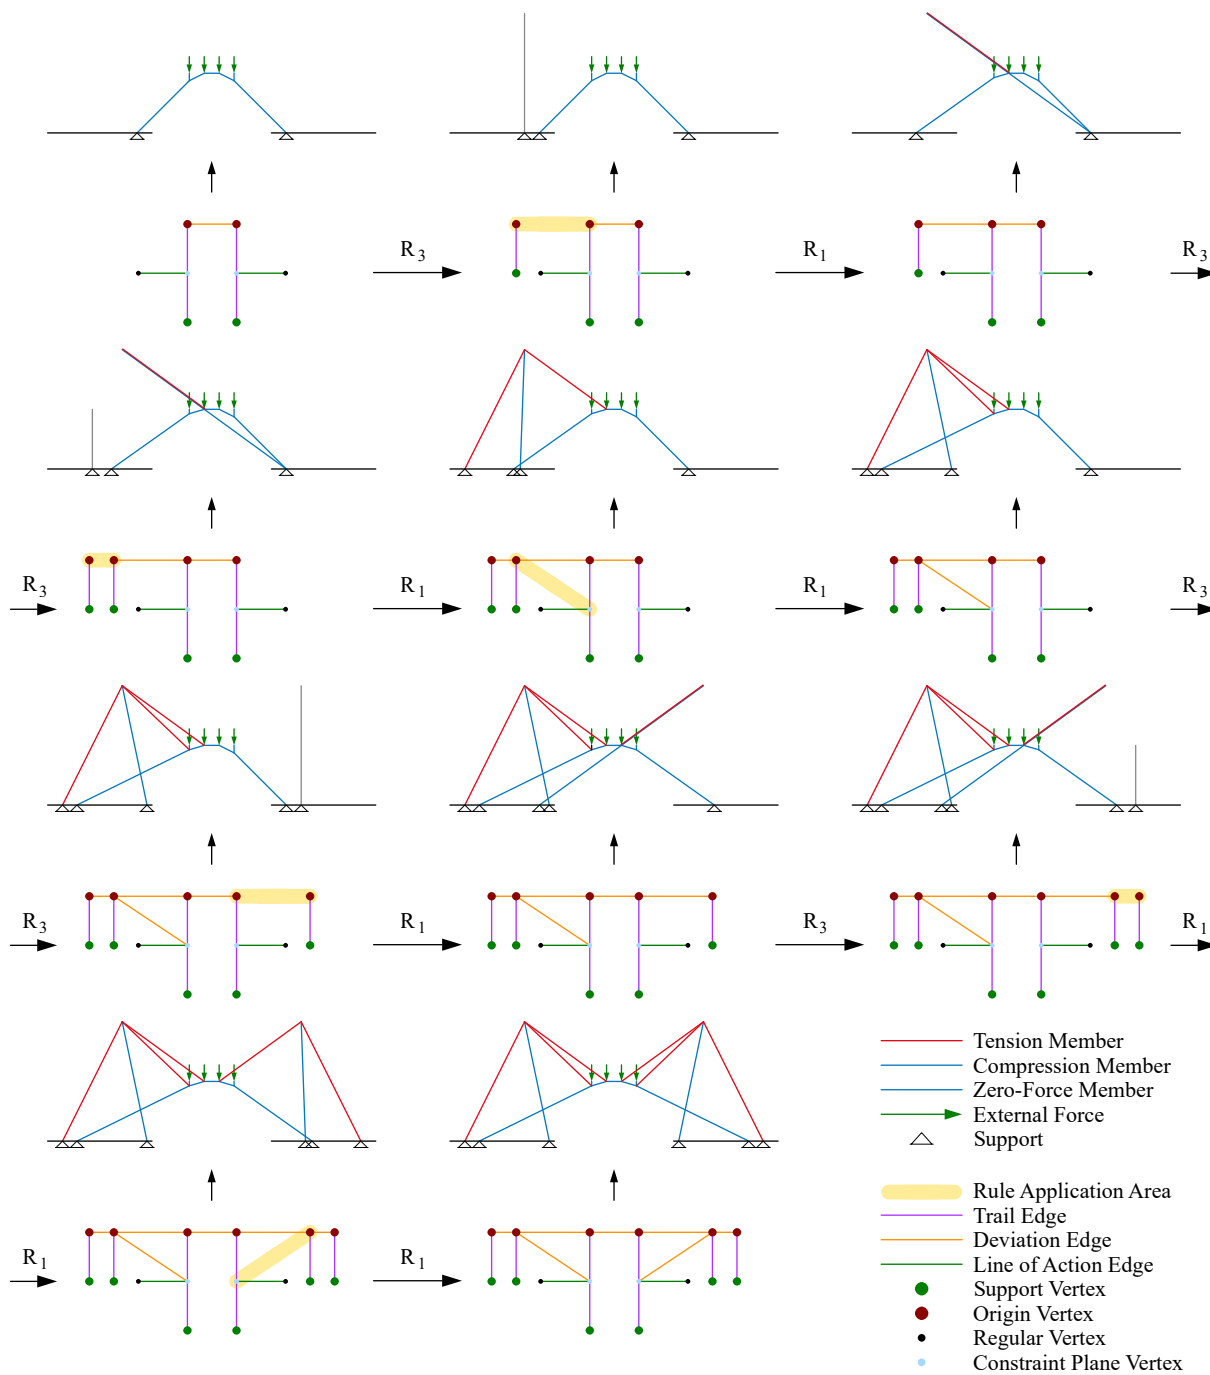 R3
R1
R3
R3
R1
R1
R3
R3
R1
R3
R1
Tension Member
Compression Member
Zero-Force Member
External Force
Support
Rule Application Area
Trail Edge
Deviation Edge
Line of Action Edge
Support Vertex
Origin Vertex
Regular Vertex
Constraint Plane Vertex
R1
R1